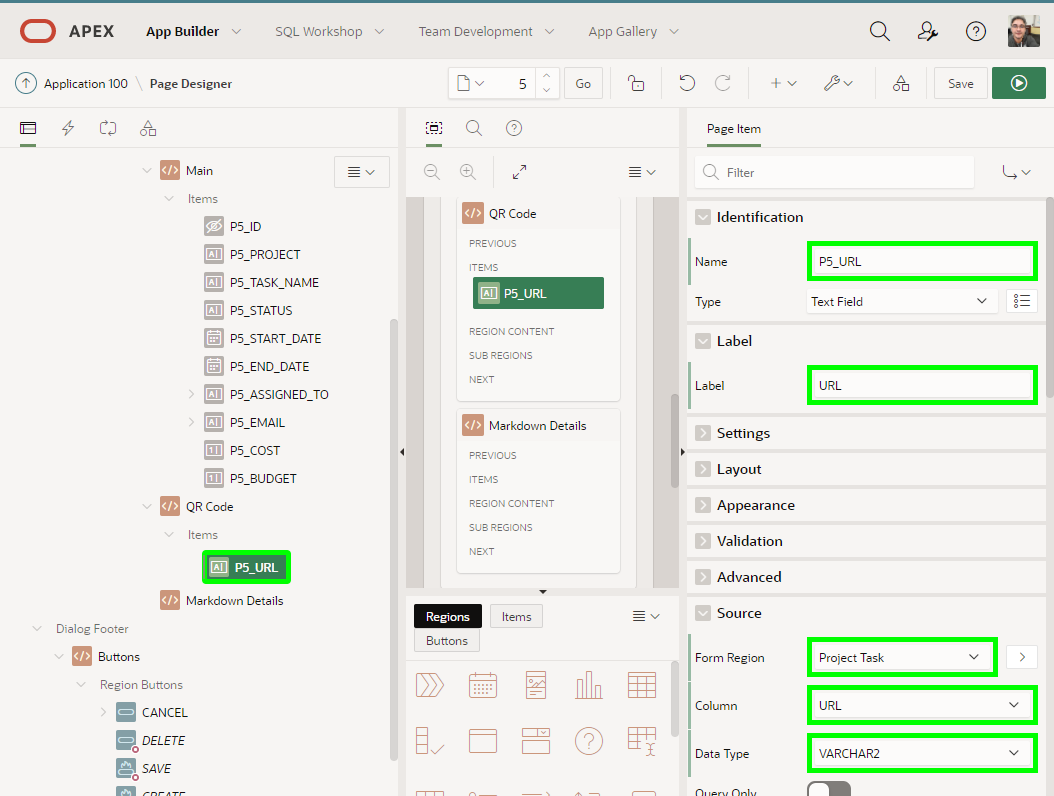 APEX
App Builder
SQL Workshop
Team Development
App Gallery
Application 100 \ Page Designer
5
Go
Save
Main
Items
P5_ID
P5_PROJECT
P5_TASK_NAME
P5_STATUS
P5_START_DATE
P5_END_DATE
P5_ASSIGNED_TO
P5_EMAIL
P5_COST
P5_BUDGET
QR Code
Items
P5_URL
Markdown Details
Dialog Footer
Buttons
Region Buttons
CANCEL
DELETE
SAVE
CREATE
QR Code
PREVIOUS
ITEMS
P5_URL
REGION CONTENT
SUB REGIONS
NEXT
Markdown Details
PREVIOUS
ITEMS
REGION CONTENT
SUB REGIONS
NEXT
Regions
Items
Buttons
Page Item
Filter
Identification
Name P5_URL
Type Text Field
Label
Label URL
Settings
Layout
Appearance
Validation
Advanced
Source
Form Region Project Task
Column URL
Data Type VARCHAR2
Query Only